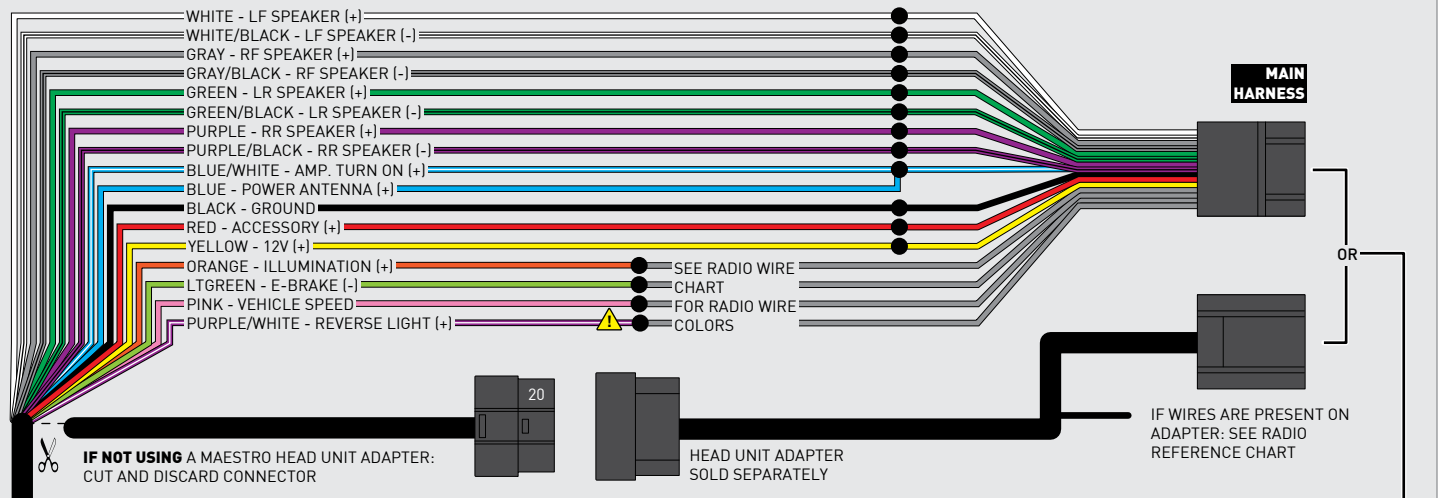 WHITE - LF SPEAKER (+)
WHITE/BLACK - LF SPEAKER (-)
GRAY - RF SPEAKER (+)
GRAY/BLACK - RF SPEAKER (-)
GREEN - LR SPEAKER (+)
GREEN/BLACK - LR SPEAKER (-)
PURPLE - RR SPEAKER (+)
PURPLE/BLACK - RR SPEAKER (-)
BLUE/WHITE - AMP. TURN ON (+)
BLUE - POWER ANTENNA (+)
BLACK - GROUND
RED - ACCESSORY (+)
YELLOW - 12V (+)
ORANGE - ILLUMINATION (+)
LTGREEN - E-BRAKE (-)
PINK - VEHICLE SPEED
PURPLE/WHITE - REVERSE LIGHT (+)
!
SEE RADIO WIRE
CHART
FOR RADIO WIRE
COLORS
MAIN
HARNESS
OR
20
IF NOT USING A MAESTRO HEAD UNIT ADAPTER:
CUT AND DISCARD CONNECTOR
HEAD UNIT ADAPTER
SOLD SEPARATELY
IF WIRES ARE PRESENT ON
ADAPTER: SEE RADIO
REFERENCE CHART